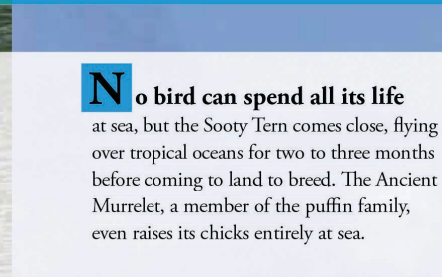 No bird can spend all its life
at sea, but the Sooty Tern comes close, flying
over tropical oceans for two to three months
before coming to land to breed. The Ancient
Murrelet, a member of the puffin family,
even raises its chicks entirely at sea.